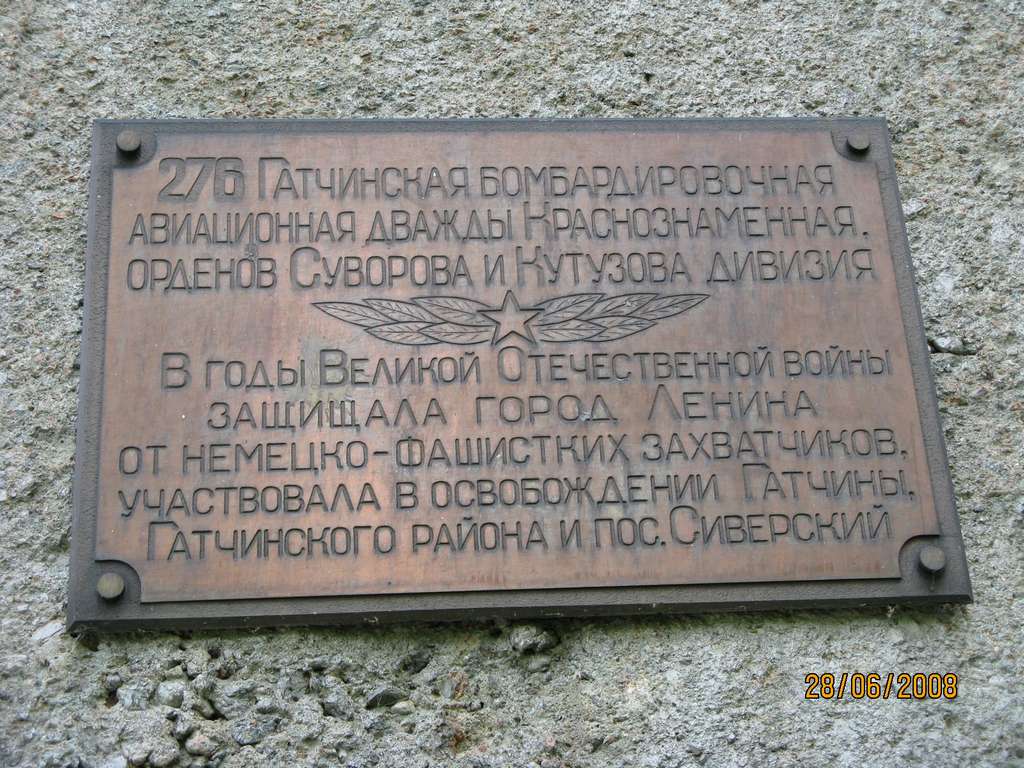 276 Гатчинская бомбардировочная
авиационная дважды Краснознаменная,
орденов Суворова и Кутузова дивизия
В годы Великой Отечественной войны
защищала город Ленина
от немецко-фашистких захватчиков,
участвовала в освобождении Гатчины,
Гатчинского района и пос. Сиверский
28/06/2008